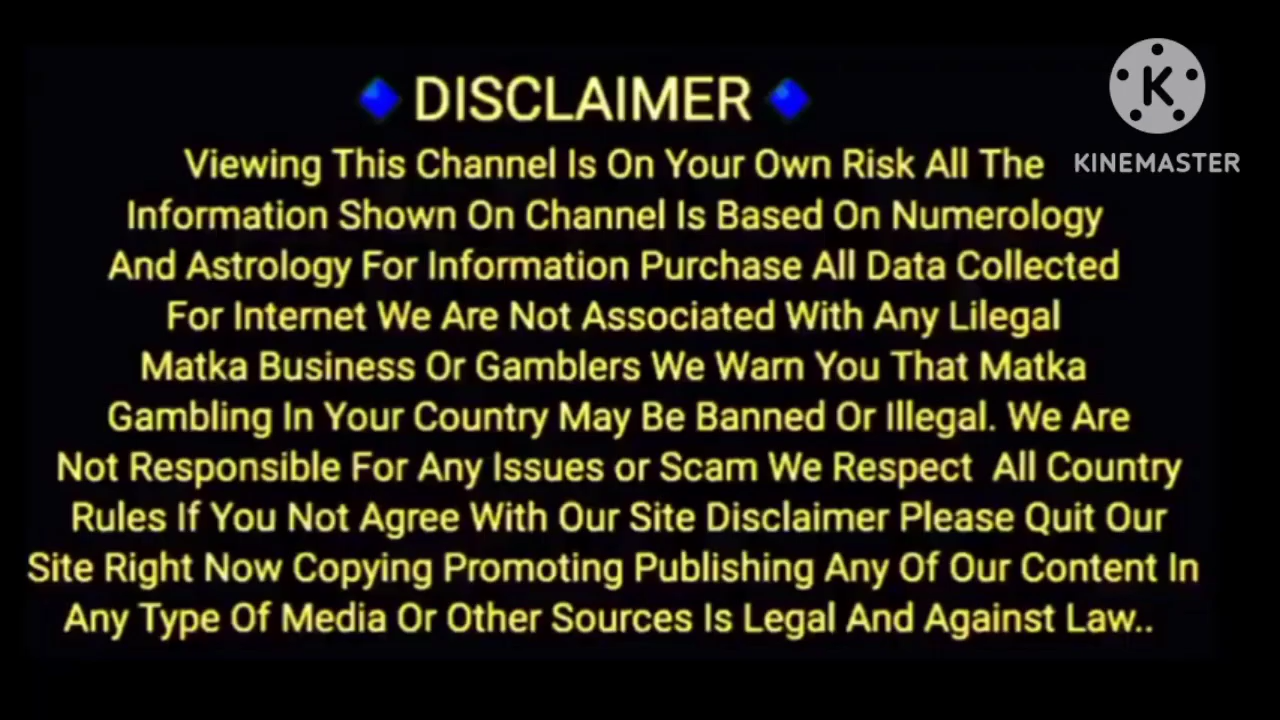 DISCLAIMER
Viewing This Channel Is On Your Own Risk All The
Information Shown On Channel Is Based On Numerology
And Astrology For Information Purchase All Data Collected
For Internet We Are Not Associated With Any Lilegal
Matka Business Or Gamblers We Warn You That Matka
Gambling In Your Country May Be Banned Or Illegal. We Are
Not Responsible For Any Issues or Scam We Respect All Country
Rules If You Not Agree With Our Site Disclaimer Please Quit Our
Site Right Now Copying Promoting Publishing Any Of Our Content In
Any Type Of Media Or Other Sources Is Legal And Against Law..
K
KINEMASTER